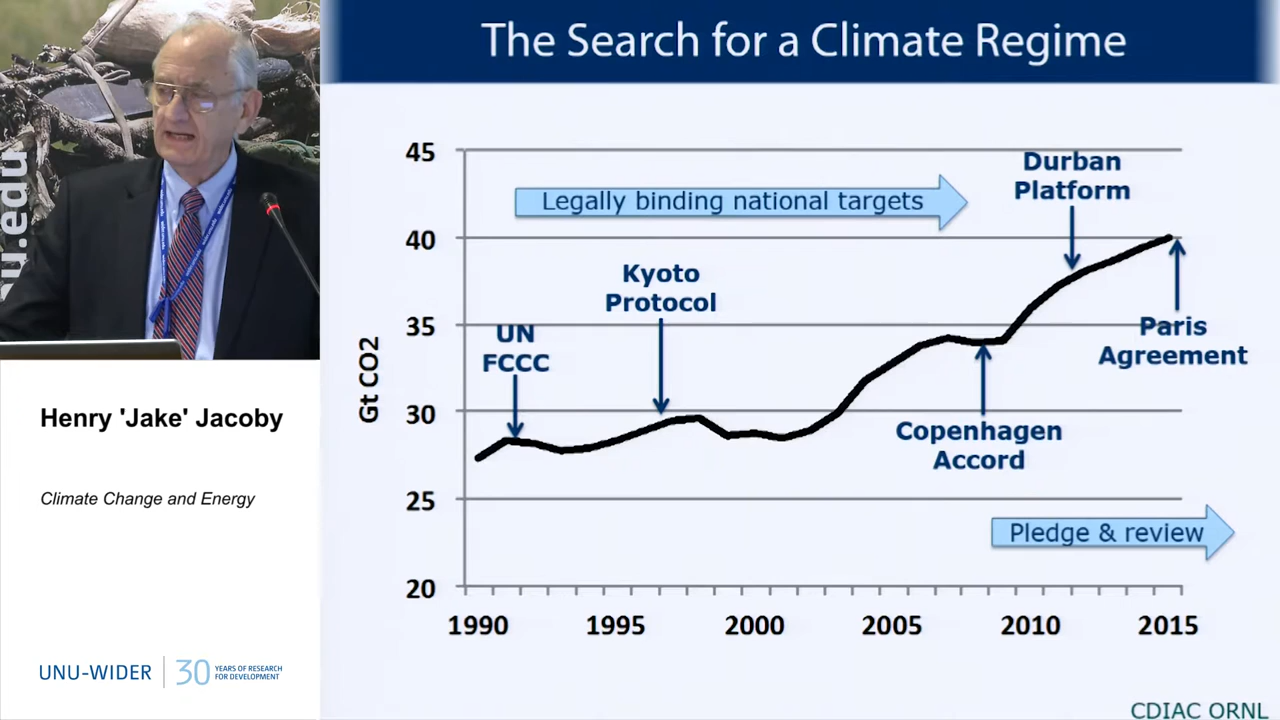 The Search for a Climate Regime
nu.edu
Henry 'Jake' Jacoby
Climate Change and Energy
UNU-WIDER
30
YEARS OF RESEARCH
FOR DEVELOPMENT
Gt CO2
45
40
35
30
25
20
1990
1995
2000
2005
2010
2015
Legally binding national targets
UN
FCCC
Kyoto
Protocol
Copenhagen
Accord
Durban
Platform
Paris
Agreement
Pledge & review
CDIAC ORNL